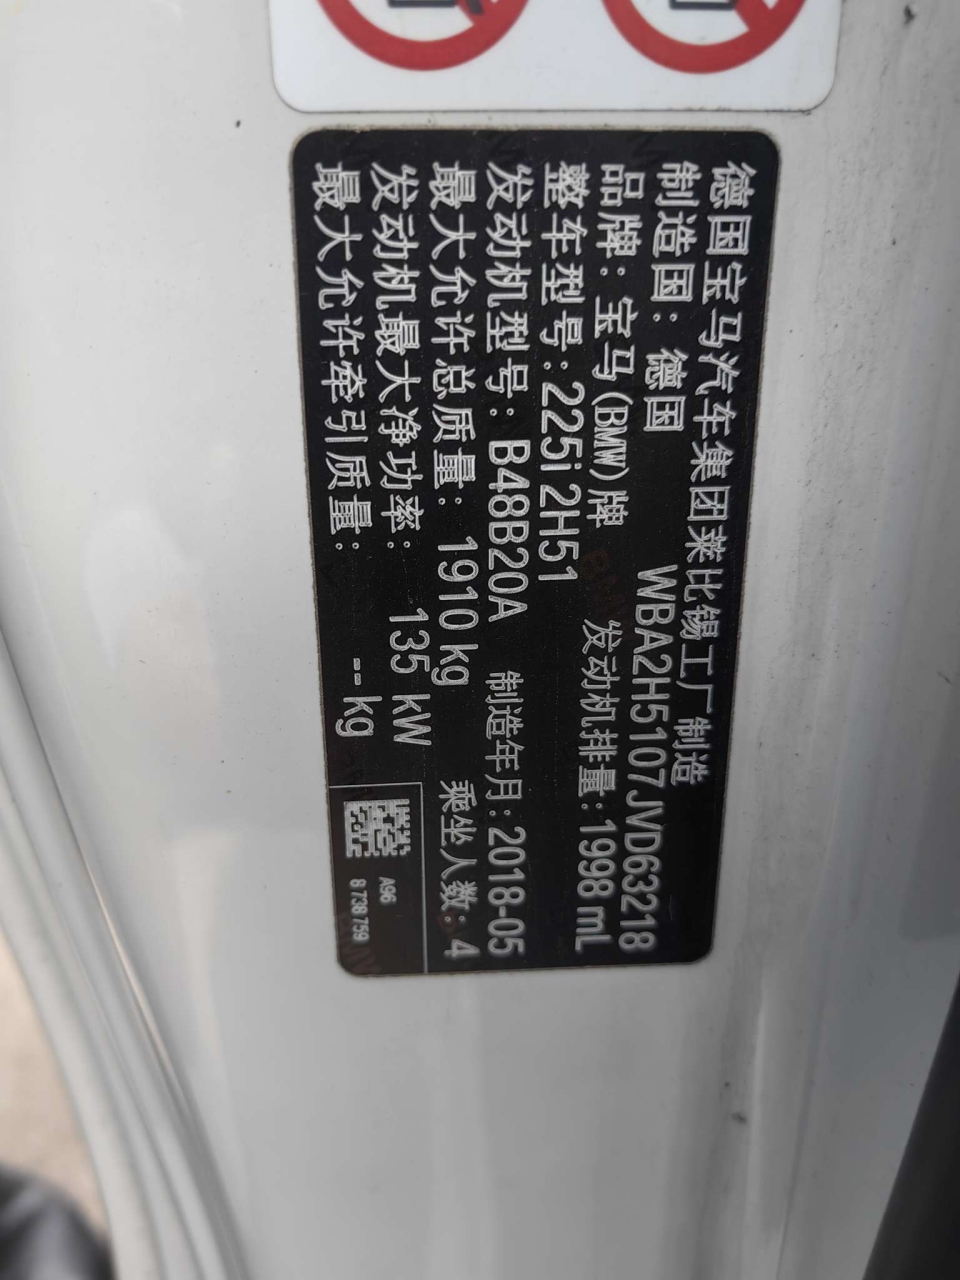 德国宝马汽车集团莱比锡工厂制造
制造国：德国 WBA2H5107JVD63218
品牌：宝马(BMW)牌 发动机排量：1998 mL
整车型号：225i 2H51
发动机型号：B48B20A 制造年月：2018-05
最大允许总质量：1910 kg 乘坐人数：4
发动机最大净功率：135 kW
最大允许牵引质量：-- kg
A96
8 738 759